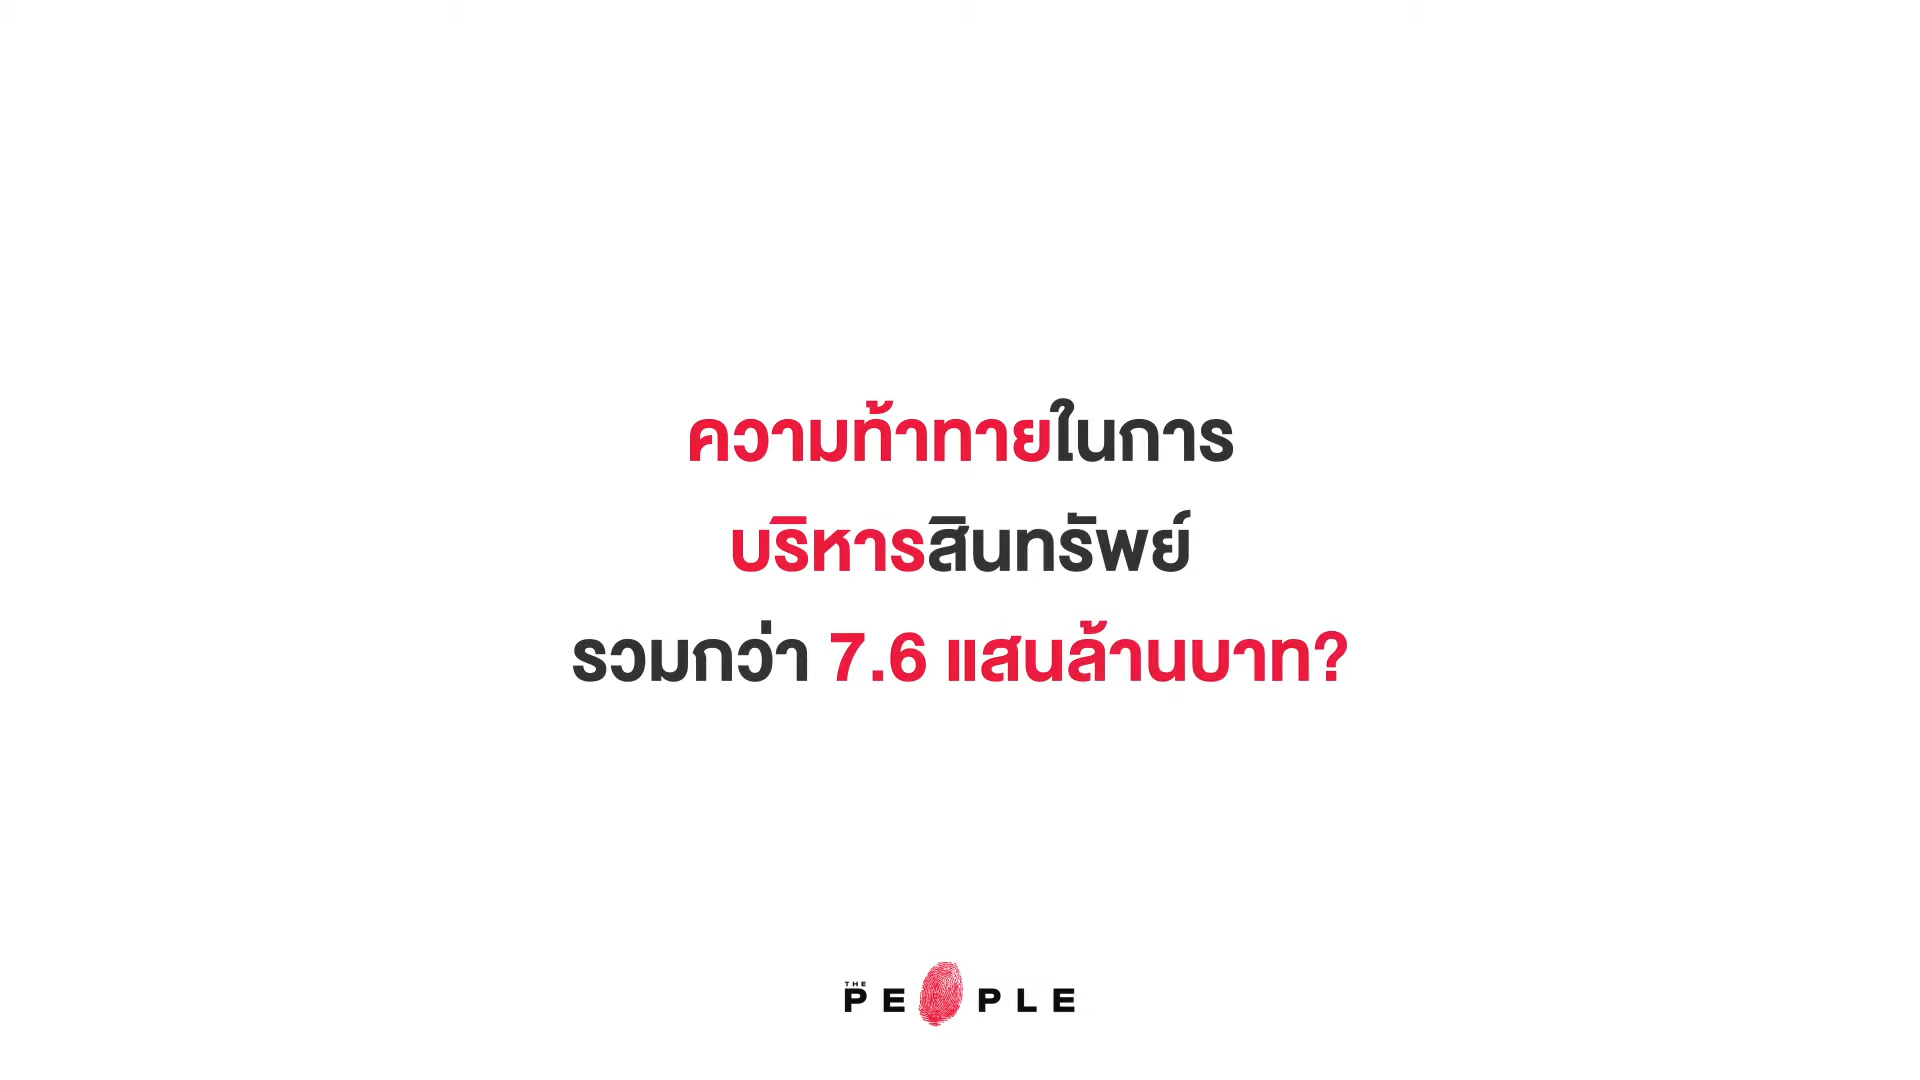 ความท้าทายในการ
บริหารสินทรัพย์
รวมกว่า 7.6 แสนล้านบาท?
THE
PEOPLE